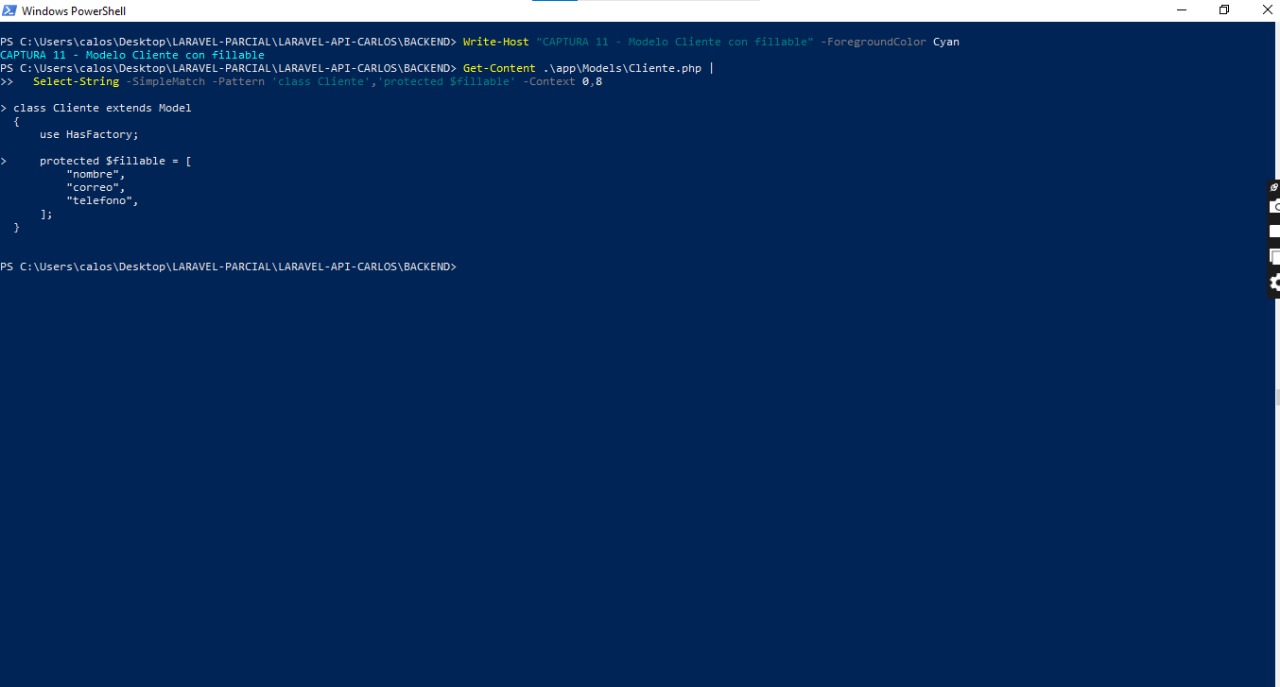 Windows PowerShell
PS C:\Users\calos\Desktop\LARAVEL-PARCIAL\LARAVEL-API-CARLOS\BACKEND> Write-Host "CAPTURA 11 - Modelo Cliente con fillable" -ForegroundColor Cyan
CAPTURA 11 - Modelo Cliente con fillable
PS C:\Users\calos\Desktop\LARAVEL-PARCIAL\LARAVEL-API-CARLOS\BACKEND> Get-Content .\app\Models\Cliente.php |
>>   Select-String -SimpleMatch -Pattern 'class Cliente','protected $fillable' -Context 0,8
> class Cliente extends Model
  {
      use HasFactory;
>     protected $fillable = [
          "nombre",
          "correo",
          "telefono",
      ];
  }
PS C:\Users\calos\Desktop\LARAVEL-PARCIAL\LARAVEL-API-CARLOS\BACKEND>